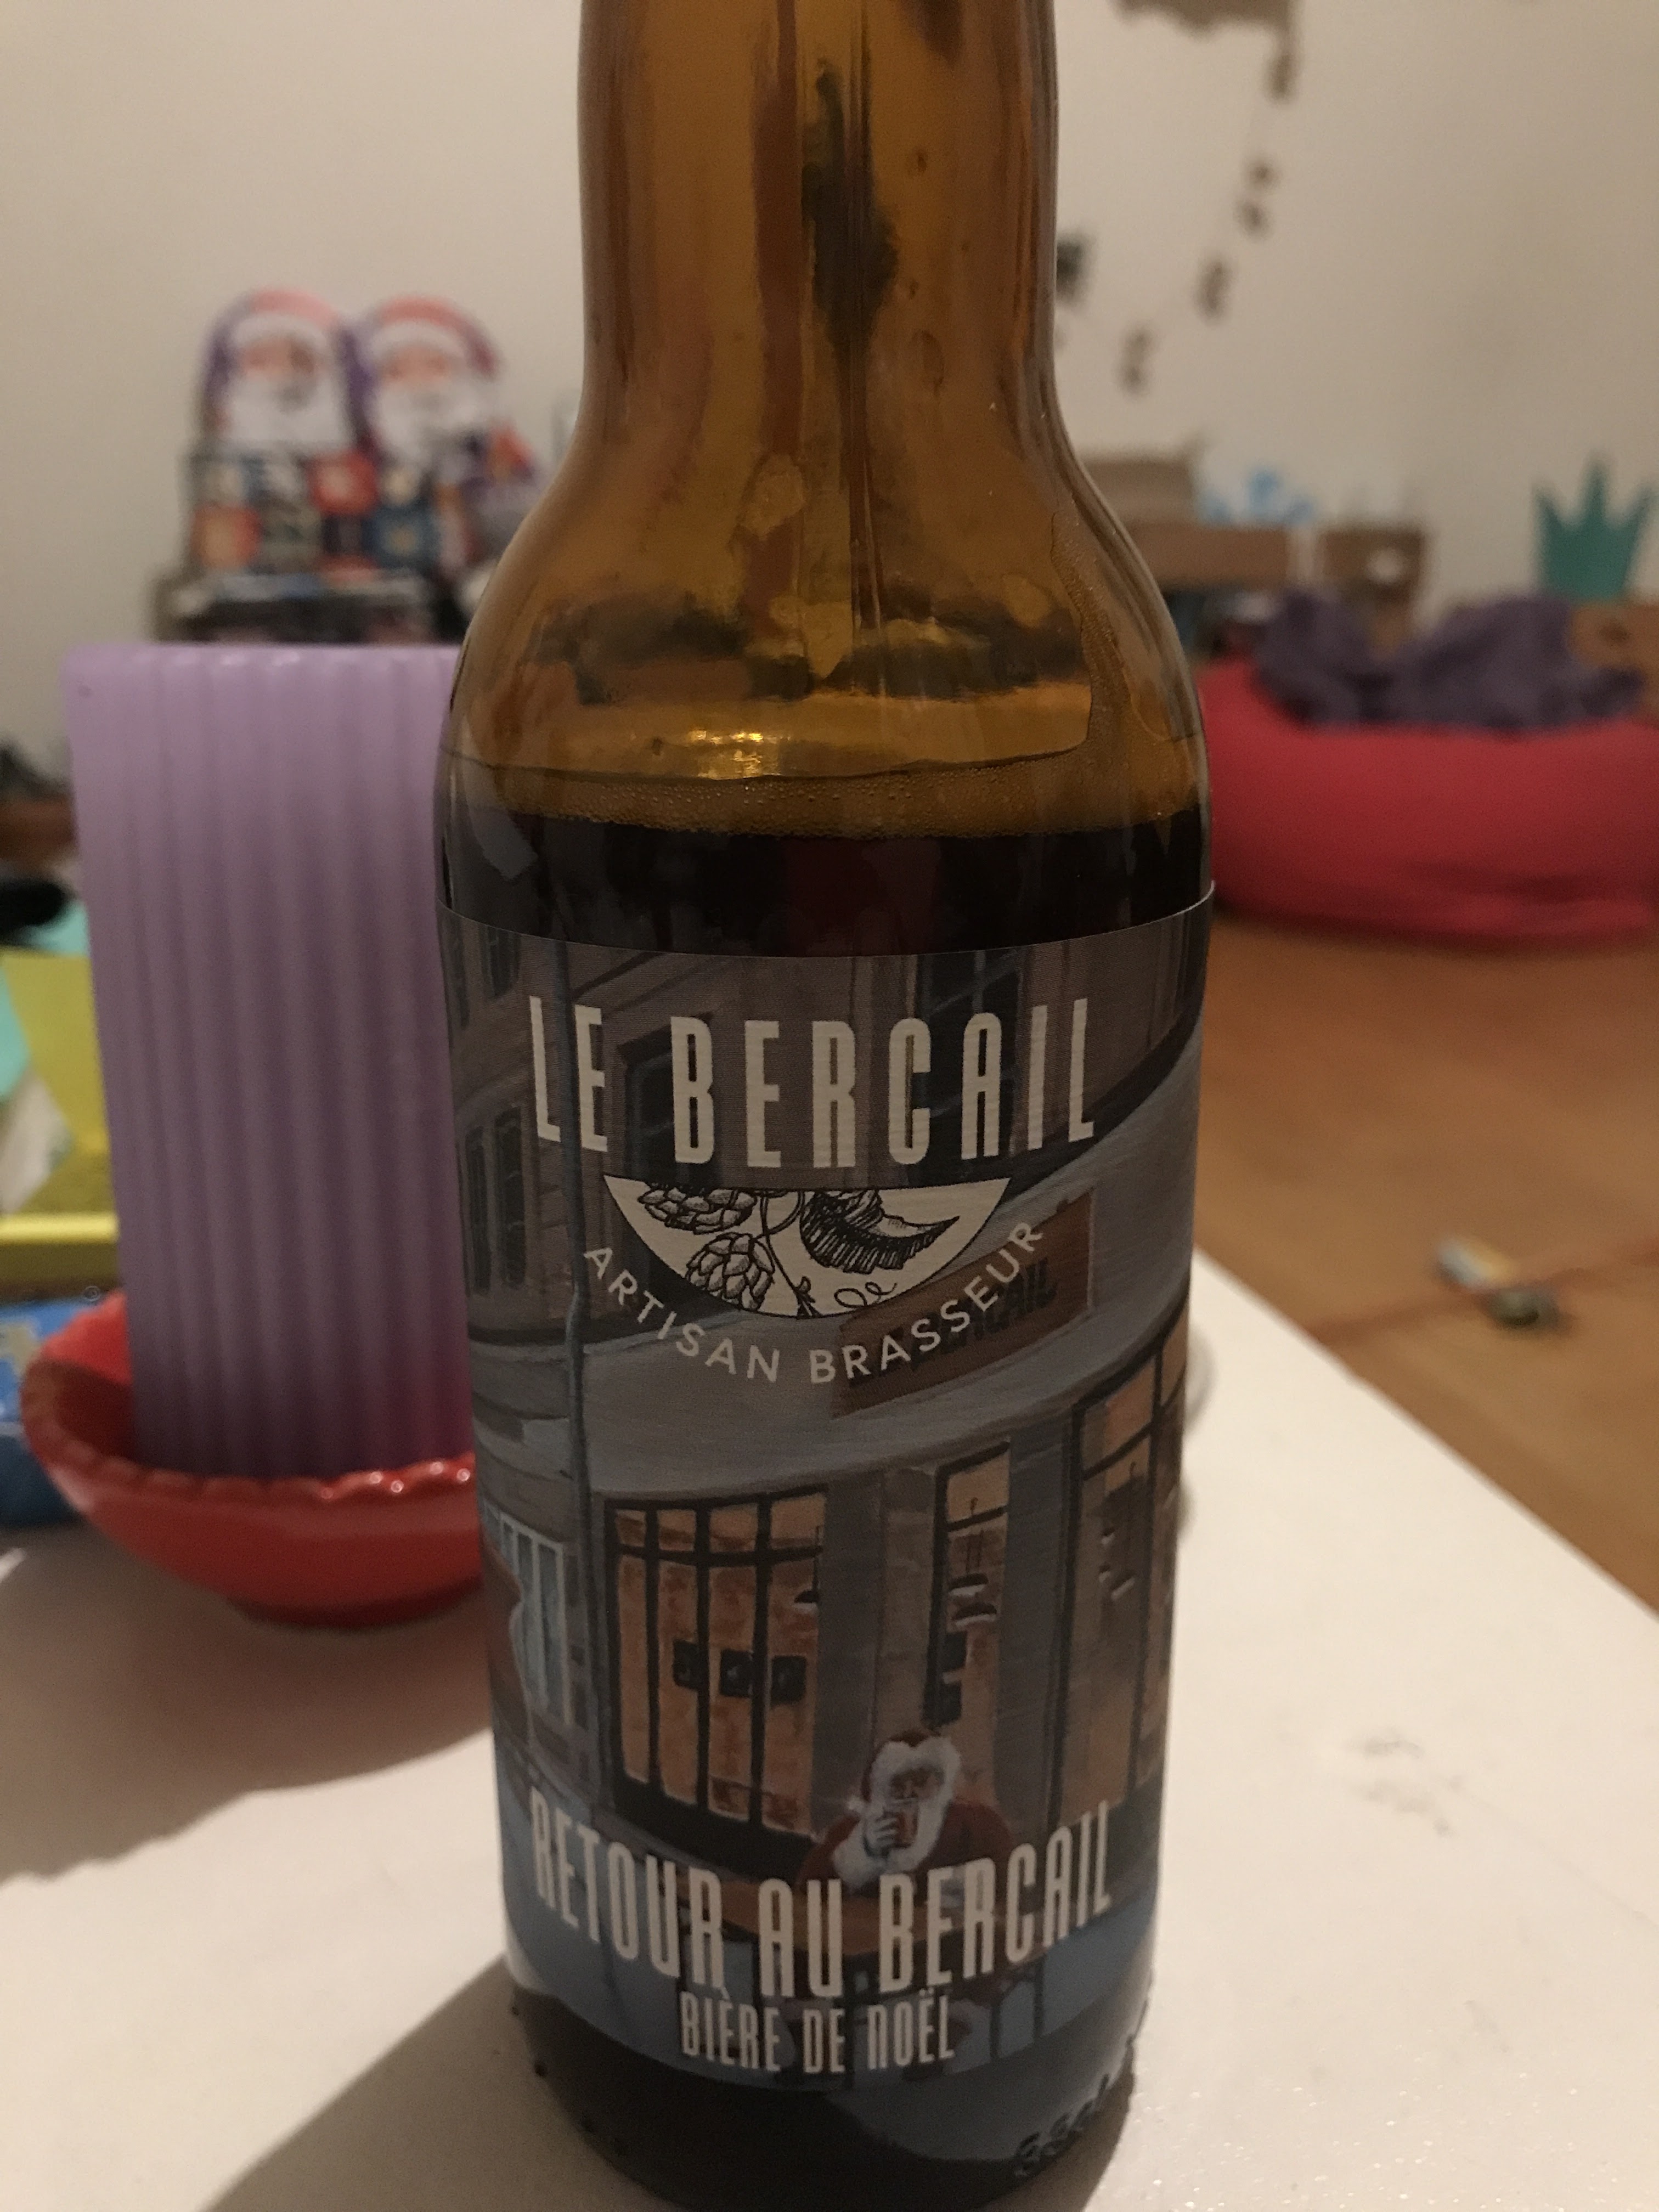 LE BERCAIL
ARTISAN BRASSEUR
RETOUR AU BERCAIL
BIÈRE DE NOËL